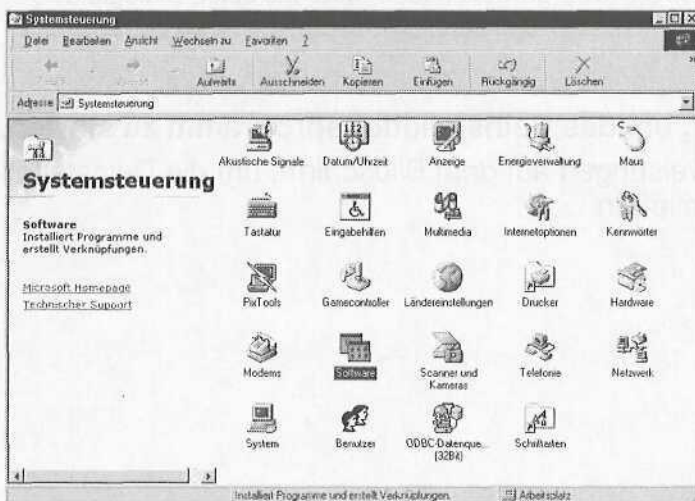 Systemsteuerung
Datei Bearbeiten Ansicht Wechseln zu Favoriten ?
Aufwärts Ausschneiden Kopieren Einfügen Rückgängig Löschen
Adresse Systemsteuerung
Systemsteuerung
Software
Installiert Programme und
erstellt Verknüpfungen.
Microsoft Homepage
Technischer Support
Akustische Signale Datum/Uhrzeit Anzeige Energieverwaltung Maus
Tastatur Eingabehilfen Multimedia Internetoptionen Kennwörter
PixTools Gamecontroller Ländereinstellungen Drucker Hardware
Modems Software Scanner und
Kameras Telefonie Netzwerk
System Benutzer ODBC-Datenque...
(32Bit) Schriftarten
Installiert Programme und erstellt Verknüpfungen. Arbeitsplatz